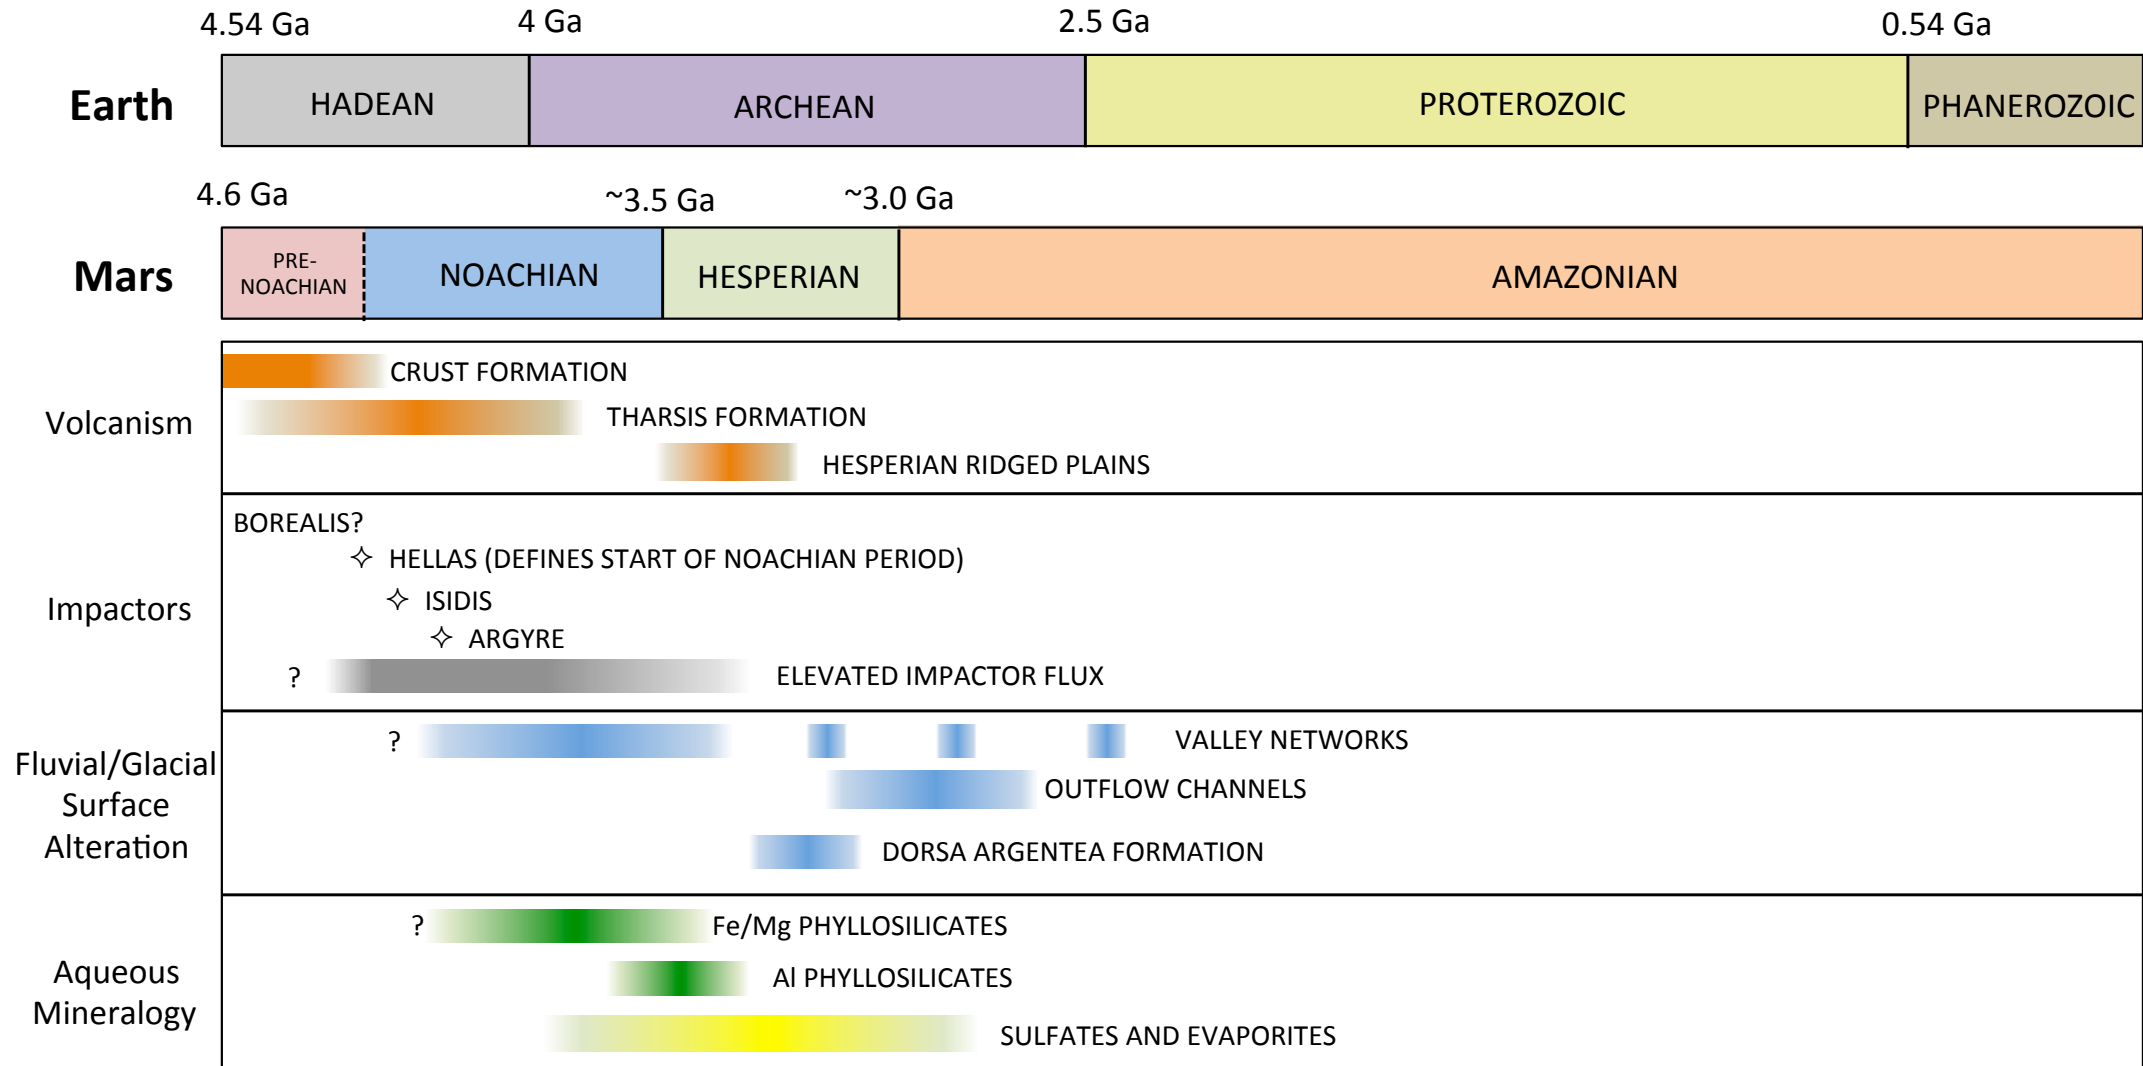 4.54 Ga 4 Ga 2.5 Ga 0.54 Ga
Earth HADEAN ARCHEAN PROTEROZOIC PHANEROZOIC
4.6 Ga ~3.5 Ga ~3.0 Ga
Mars PRE-
NOACHIAN NOACHIAN HESPERIAN AMAZONIAN
Volcanism
CRUST FORMATION
THARSIS FORMATION
HESPERIAN RIDGED PLAINS
Impactors
BOREALIS?
HELLAS (DEFINES START OF NOACHIAN PERIOD)
ISIDIS
ARGYRE
? ELEVATED IMPACTOR FLUX
Fluvial/Glacial
Surface
Alteration
? VALLEY NETWORKS
OUTFLOW CHANNELS
DORSA ARGENTEA FORMATION
Aqueous
Mineralogy
? Fe/Mg PHYLLOSILICATES
Al PHYLLOSILICATES
SULFATES AND EVAPORITES